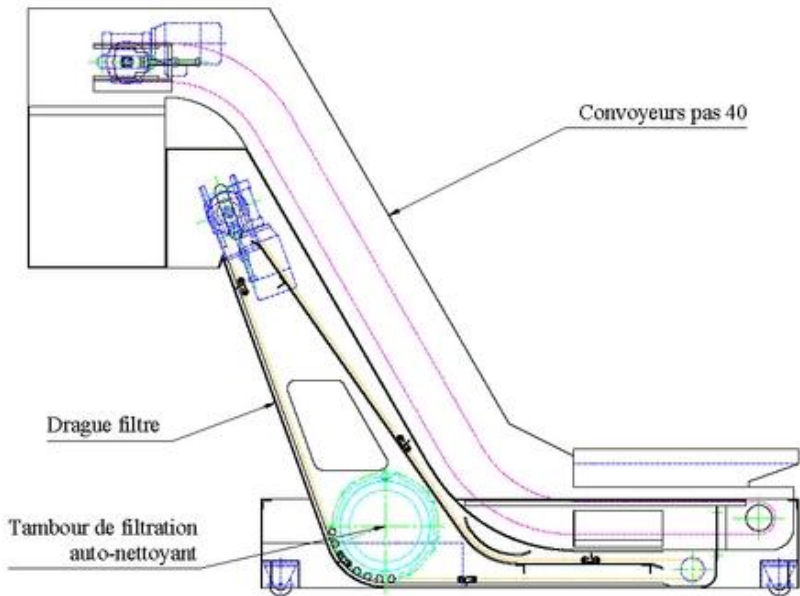 Convoyeurs pas 40
Drague filtre
Tambour de filtration
auto-nettoyant